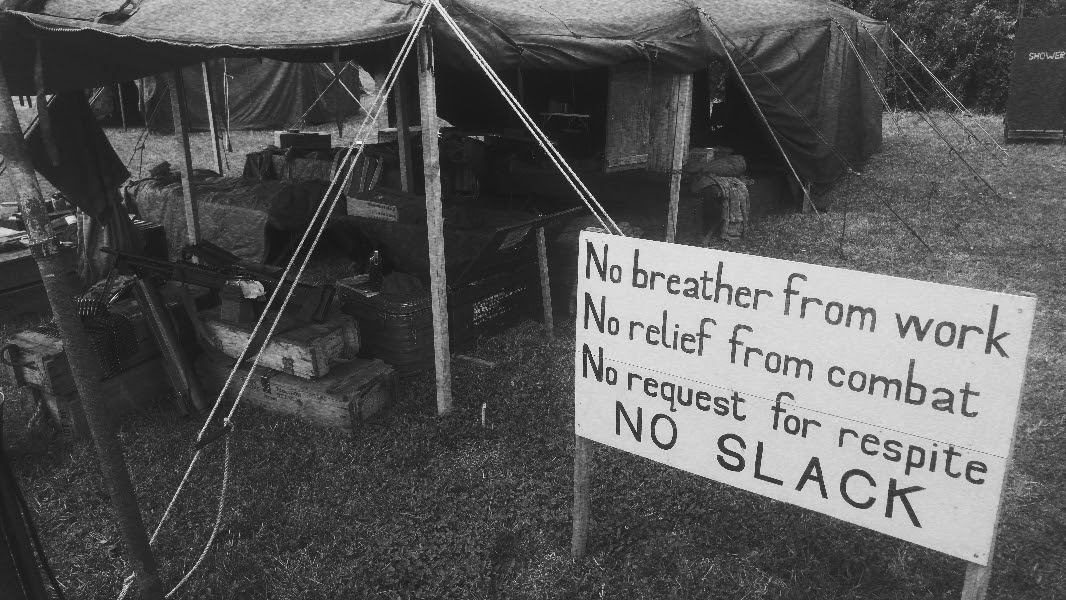 SHOWER
No breather from work
No relief from combat
No request for respite
NO SLACK